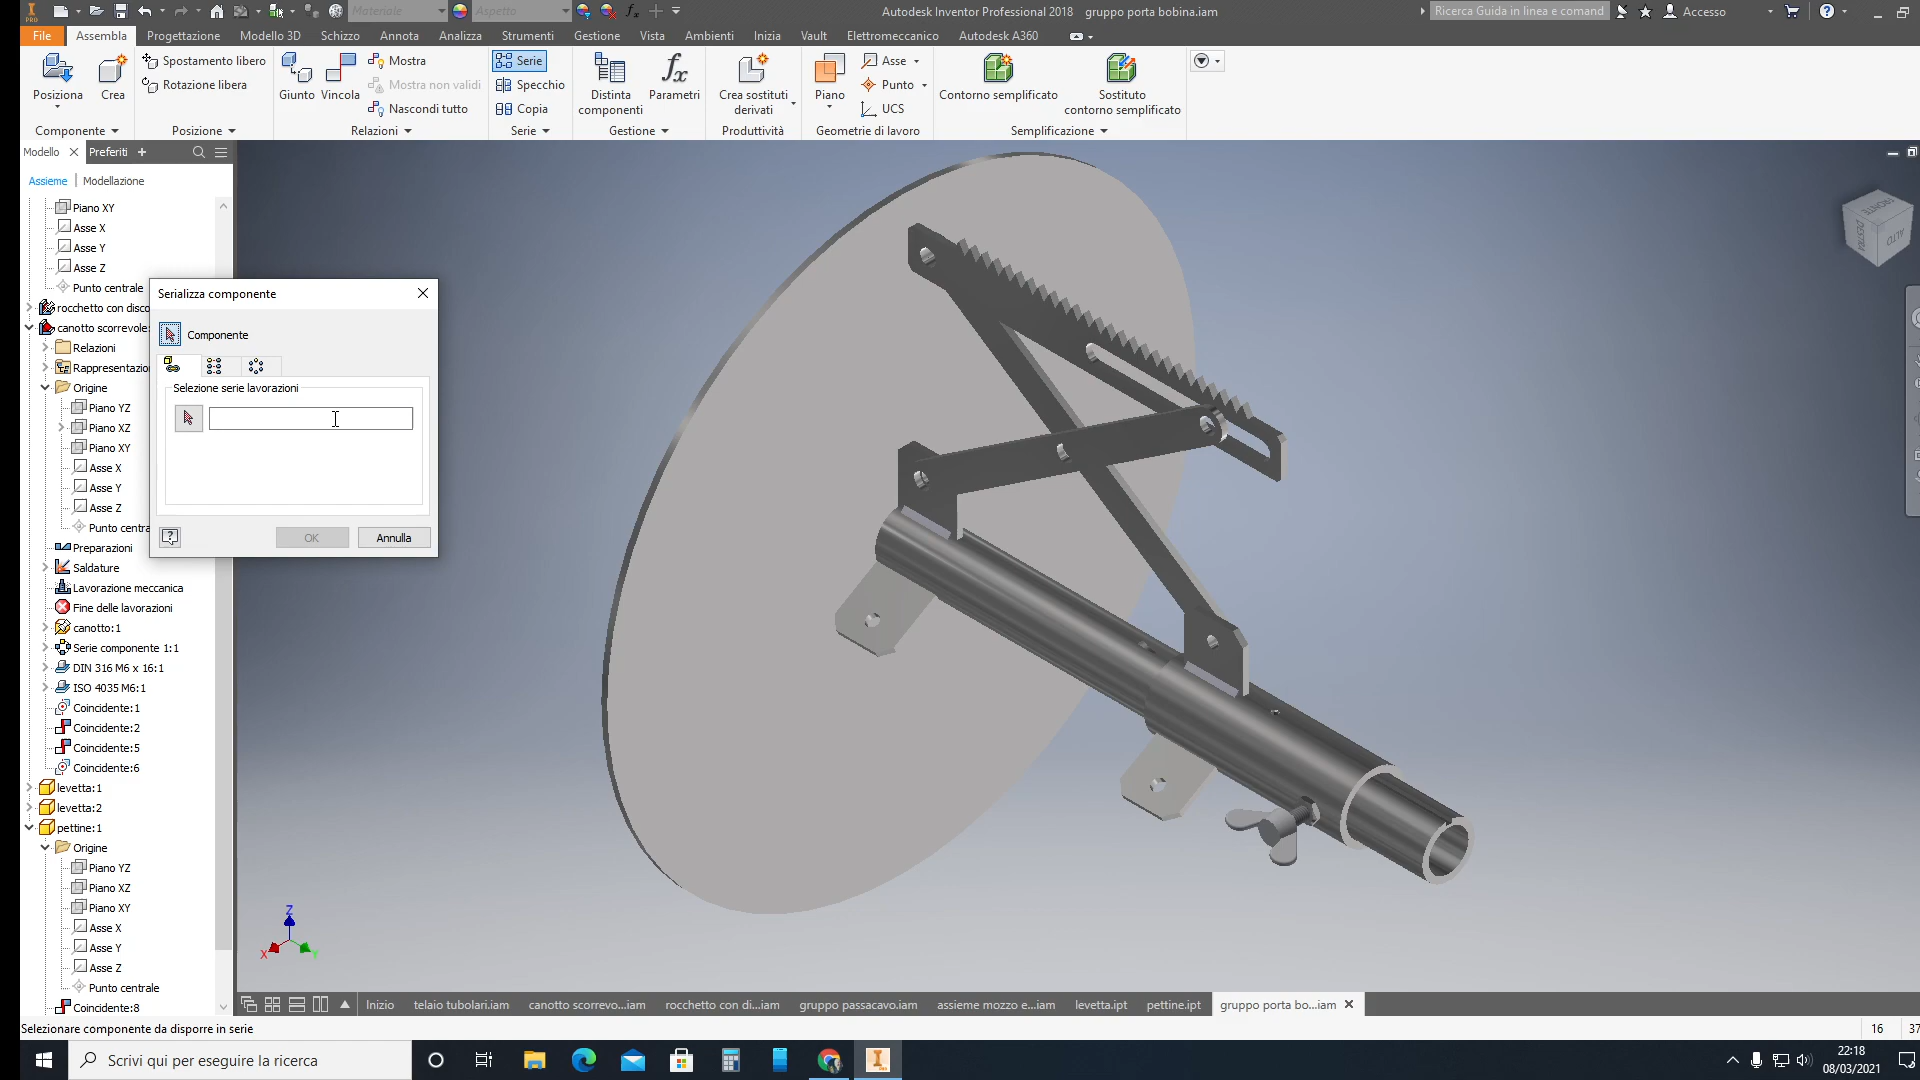 PRO
Materiale
Aspetto
Autodesk Inventor Professional 2018 gruppo porta bobina.iam
Ricerca Guida in linea e comand
Accesso
File Assembla Progettazione Modello 3D Schizzo Annota Analizza Strumenti Gestione Vista Ambienti Inizia Vault Elettromeccanico Autodesk A360
Posiziona
Crea
Spostamento libero
Rotazione libera
Giunto
Vincola
Mostra
Mostra non validi
Nascondi tutto
Serie
Specchio
Copia
Distinta
componenti
Parametri
Crea sostituti
derivati
Piano
Asse
Punto
UCS
Contorno semplificato
Sostituto
contorno semplificato
Componente
Posizione
Relazioni
Serie
Gestione
Produttività
Geometrie di lavoro
Semplificazione
Modello
Preferiti
Assieme | Modellazione
Piano XY
Asse X
Asse Y
Asse Z
Punto centrale
rocchetto con disco
canotto scorrevole:
Relazioni
Rappresentazio
Origine
Piano YZ
Piano XZ
Piano XY
Asse X
Asse Y
Asse Z
Punto centra
Preparazioni
Saldature
Lavorazione meccanica
Fine delle lavorazioni
canotto:1
Serie componente 1:1
DIN 316 M6 x 16:1
ISO 4035 M6:1
Coincidente:1
Coincidente:2
Coincidente:5
Coincidente:6
levetta:1
levetta:2
pettine:1
Origine
Piano YZ
Piano XZ
Piano XY
Asse X
Asse Y
Asse Z
Punto centrale
Coincidente:8
Serializza componente
Componente
Selezione serie lavorazioni
OK
Annulla
FRONTE
DESTRA
ALTO
Z
X
Y
Inizio telaio tubolari.iam canotto scorrevo...iam rocchetto con di...iam gruppo passacavo.iam assieme mozzo e...iam levetta.ipt pettine.ipt gruppo porta bo...iam
Selezionare componente da disporre in serie
16
37
Scrivi qui per eseguire la ricerca
22:18
08/03/2021